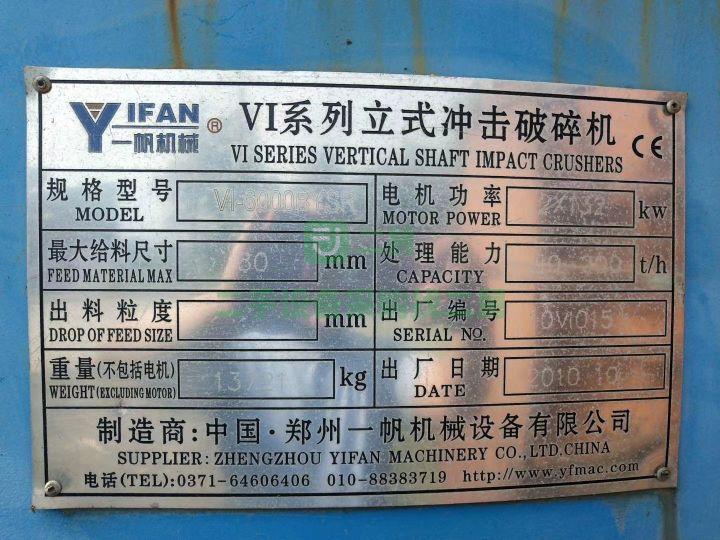 YIFAN
一帆机械 ®
VI系列立式冲击破碎机
VI SERIES VERTICAL SHAFT IMPACT CRUSHERS
CE
规格型号
MODEL
电机功率
MOTOR POWER
kw
最大给料尺寸
FEED MATERIAL MAX
mm
处理能力
CAPACITY
t/h
出料粒度
DROP OF FEED SIZE
mm
出厂编号
SERIAL NO.
重量(不包括电机)
WEIGHT(EXCLUDING MOTOR)
kg
出厂日期
DATE
2010.10
制造商:中国·郑州一帆机械设备有限公司
SUPPLIER: ZHENGZHOU YIFAN MACHINERY CO.,LTD.CHINA
电话(TEL):0371-64606406 010-88383719 http://www.yfmac.com